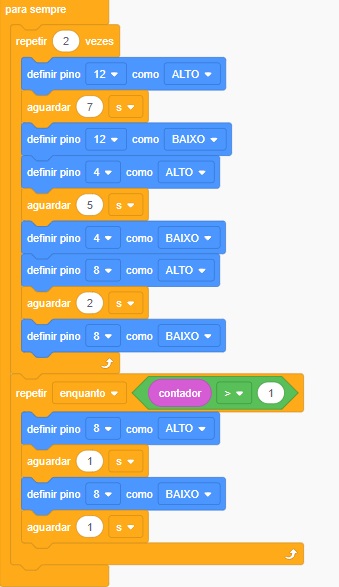 para sempre
repetir 2 vezes
definir pino 12 como ALTO
aguardar 7 s
definir pino 12 como BAIXO
definir pino 4 como ALTO
aguardar 5 s
definir pino 4 como BAIXO
definir pino 8 como ALTO
aguardar 2 s
definir pino 8 como BAIXO
repetir enquanto contador > 1
definir pino 8 como ALTO
aguardar 1 s
definir pino 8 como BAIXO
aguardar 1 s